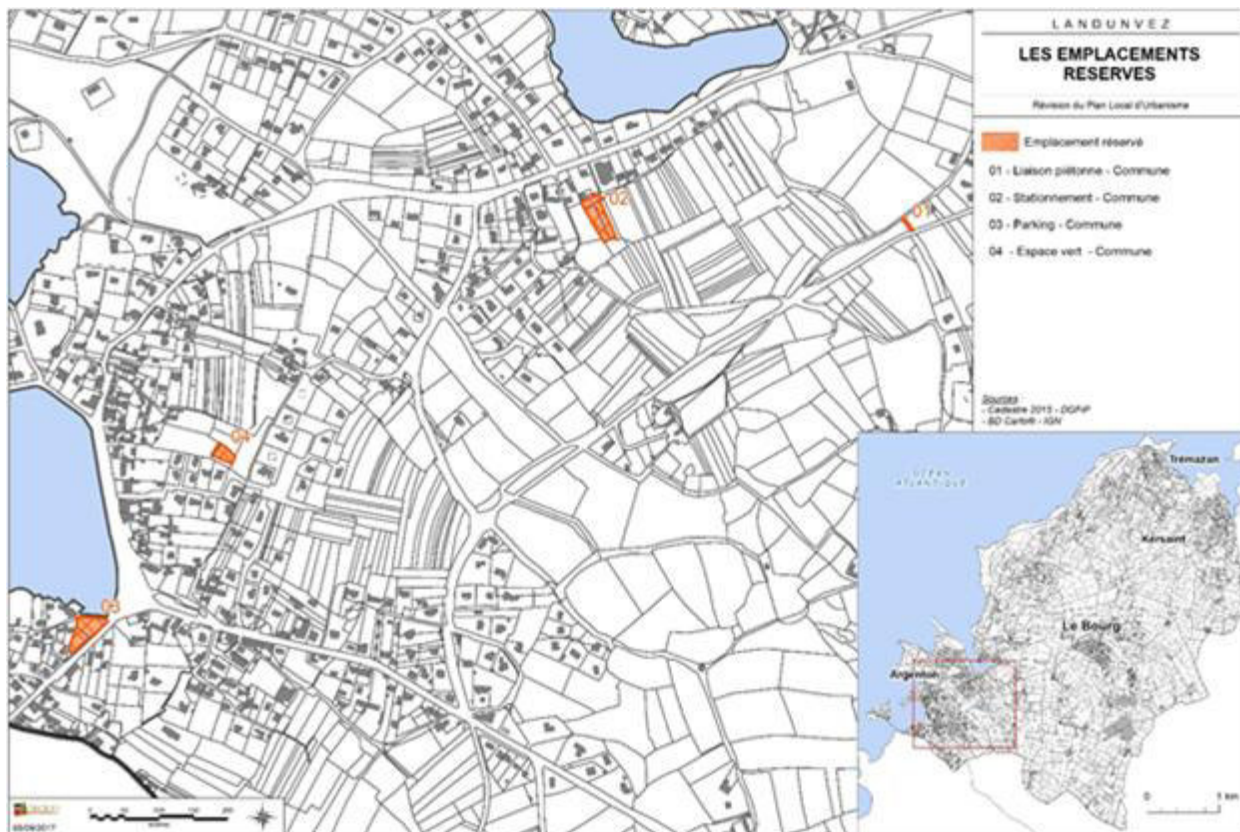 LANDUNVEZ
LES EMPLACEMENTS
RESERVES
Révision du Plan Local d'Urbanisme
Emplacement réservé
01 - Liaison piétonne - Commune
02 - Stationnement - Commune
03 - Parking - Commune
04 - Espace vert - Commune
Sources :
- Cadastre 2015 - DGFiP
- BD Carto® - IGN
02
01
04
03
OCEAN
ATLANTIQUE
Trémazan
Kersaint
Le Bourg
Argenton
0 1 km